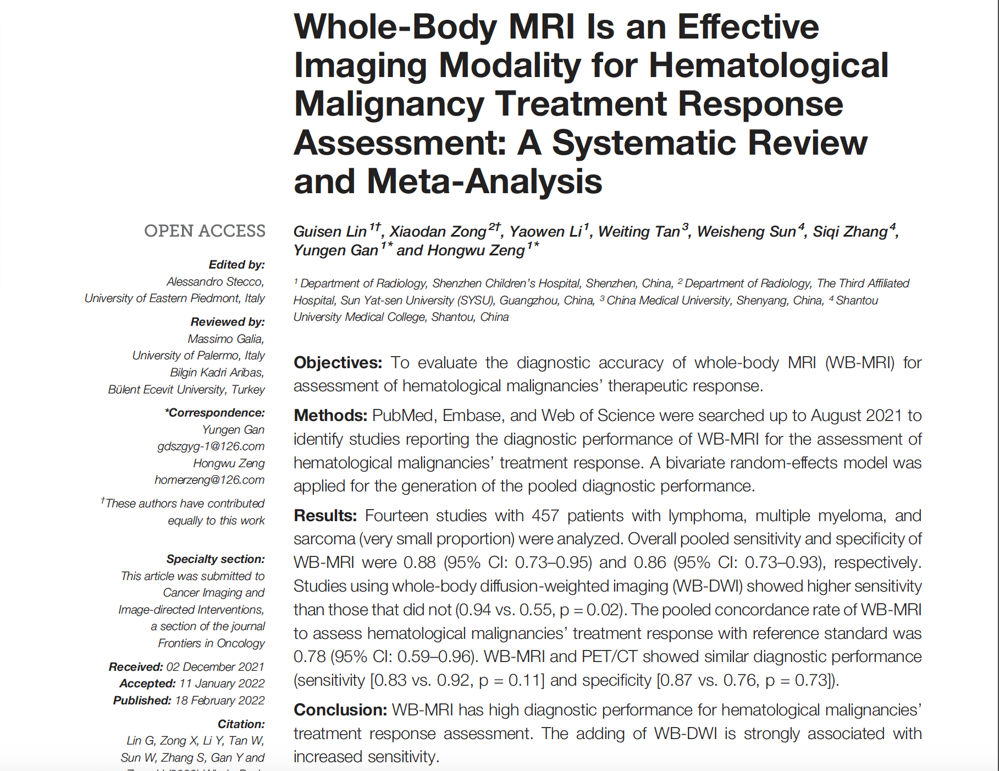 Whole-Body MRI Is an Effective
Imaging Modality for Hematological
Malignancy Treatment Response
Assessment: A Systematic Review
and Meta-Analysis
Guisen Lin 1†, Xiaodan Zong 2†, Yaowen Li 1, Weiting Tan 3, Weisheng Sun 4, Siqi Zhang 4,
Yungen Gan 1* and Hongwu Zeng 1*
1 Department of Radiology, Shenzhen Children's Hospital, Shenzhen, China, 2 Department of Radiology, The Third Affiliated
Hospital, Sun Yat-sen University (SYSU), Guangzhou, China, 3 China Medical University, Shenyang, China, 4 Shantou
University Medical College, Shantou, China
OPEN ACCESS
Edited by:
Alessandro Stecco,
University of Eastern Piedmont, Italy
Reviewed by:
Massimo Galia,
University of Palermo, Italy
Bilgin Kadri Aribas,
Bülent Ecevit University, Turkey
*Correspondence:
Yungen Gan
gdszgyg-1@126.com
Hongwu Zeng
homerzeng@126.com
†These authors have contributed
equally to this work
Specialty section:
This article was submitted to
Cancer Imaging and
Image-directed Interventions,
a section of the journal
Frontiers in Oncology
Received: 02 December 2021
Accepted: 11 January 2022
Published: 18 February 2022
Citation:
Lin G, Zong X, Li Y, Tan W,
Sun W, Zhang S, Gan Y and
Objectives: To evaluate the diagnostic accuracy of whole-body MRI (WB-MRI) for
assessment of hematological malignancies' therapeutic response.
Methods: PubMed, Embase, and Web of Science were searched up to August 2021 to
identify studies reporting the diagnostic performance of WB-MRI for the assessment of
hematological malignancies' treatment response. A bivariate random-effects model was
applied for the generation of the pooled diagnostic performance.
Results: Fourteen studies with 457 patients with lymphoma, multiple myeloma, and
sarcoma (very small proportion) were analyzed. Overall pooled sensitivity and specificity of
WB-MRI were 0.88 (95% CI: 0.73–0.95) and 0.86 (95% CI: 0.73–0.93), respectively.
Studies using whole-body diffusion-weighted imaging (WB-DWI) showed higher sensitivity
than those that did not (0.94 vs. 0.55, p = 0.02). The pooled concordance rate of WB-MRI
to assess hematological malignancies' treatment response with reference standard was
0.78 (95% CI: 0.59–0.96). WB-MRI and PET/CT showed similar diagnostic performance
(sensitivity [0.83 vs. 0.92, p = 0.11] and specificity [0.87 vs. 0.76, p = 0.73]).
Conclusion: WB-MRI has high diagnostic performance for hematological malignancies'
treatment response assessment. The adding of WB-DWI is strongly associated with
increased sensitivity.